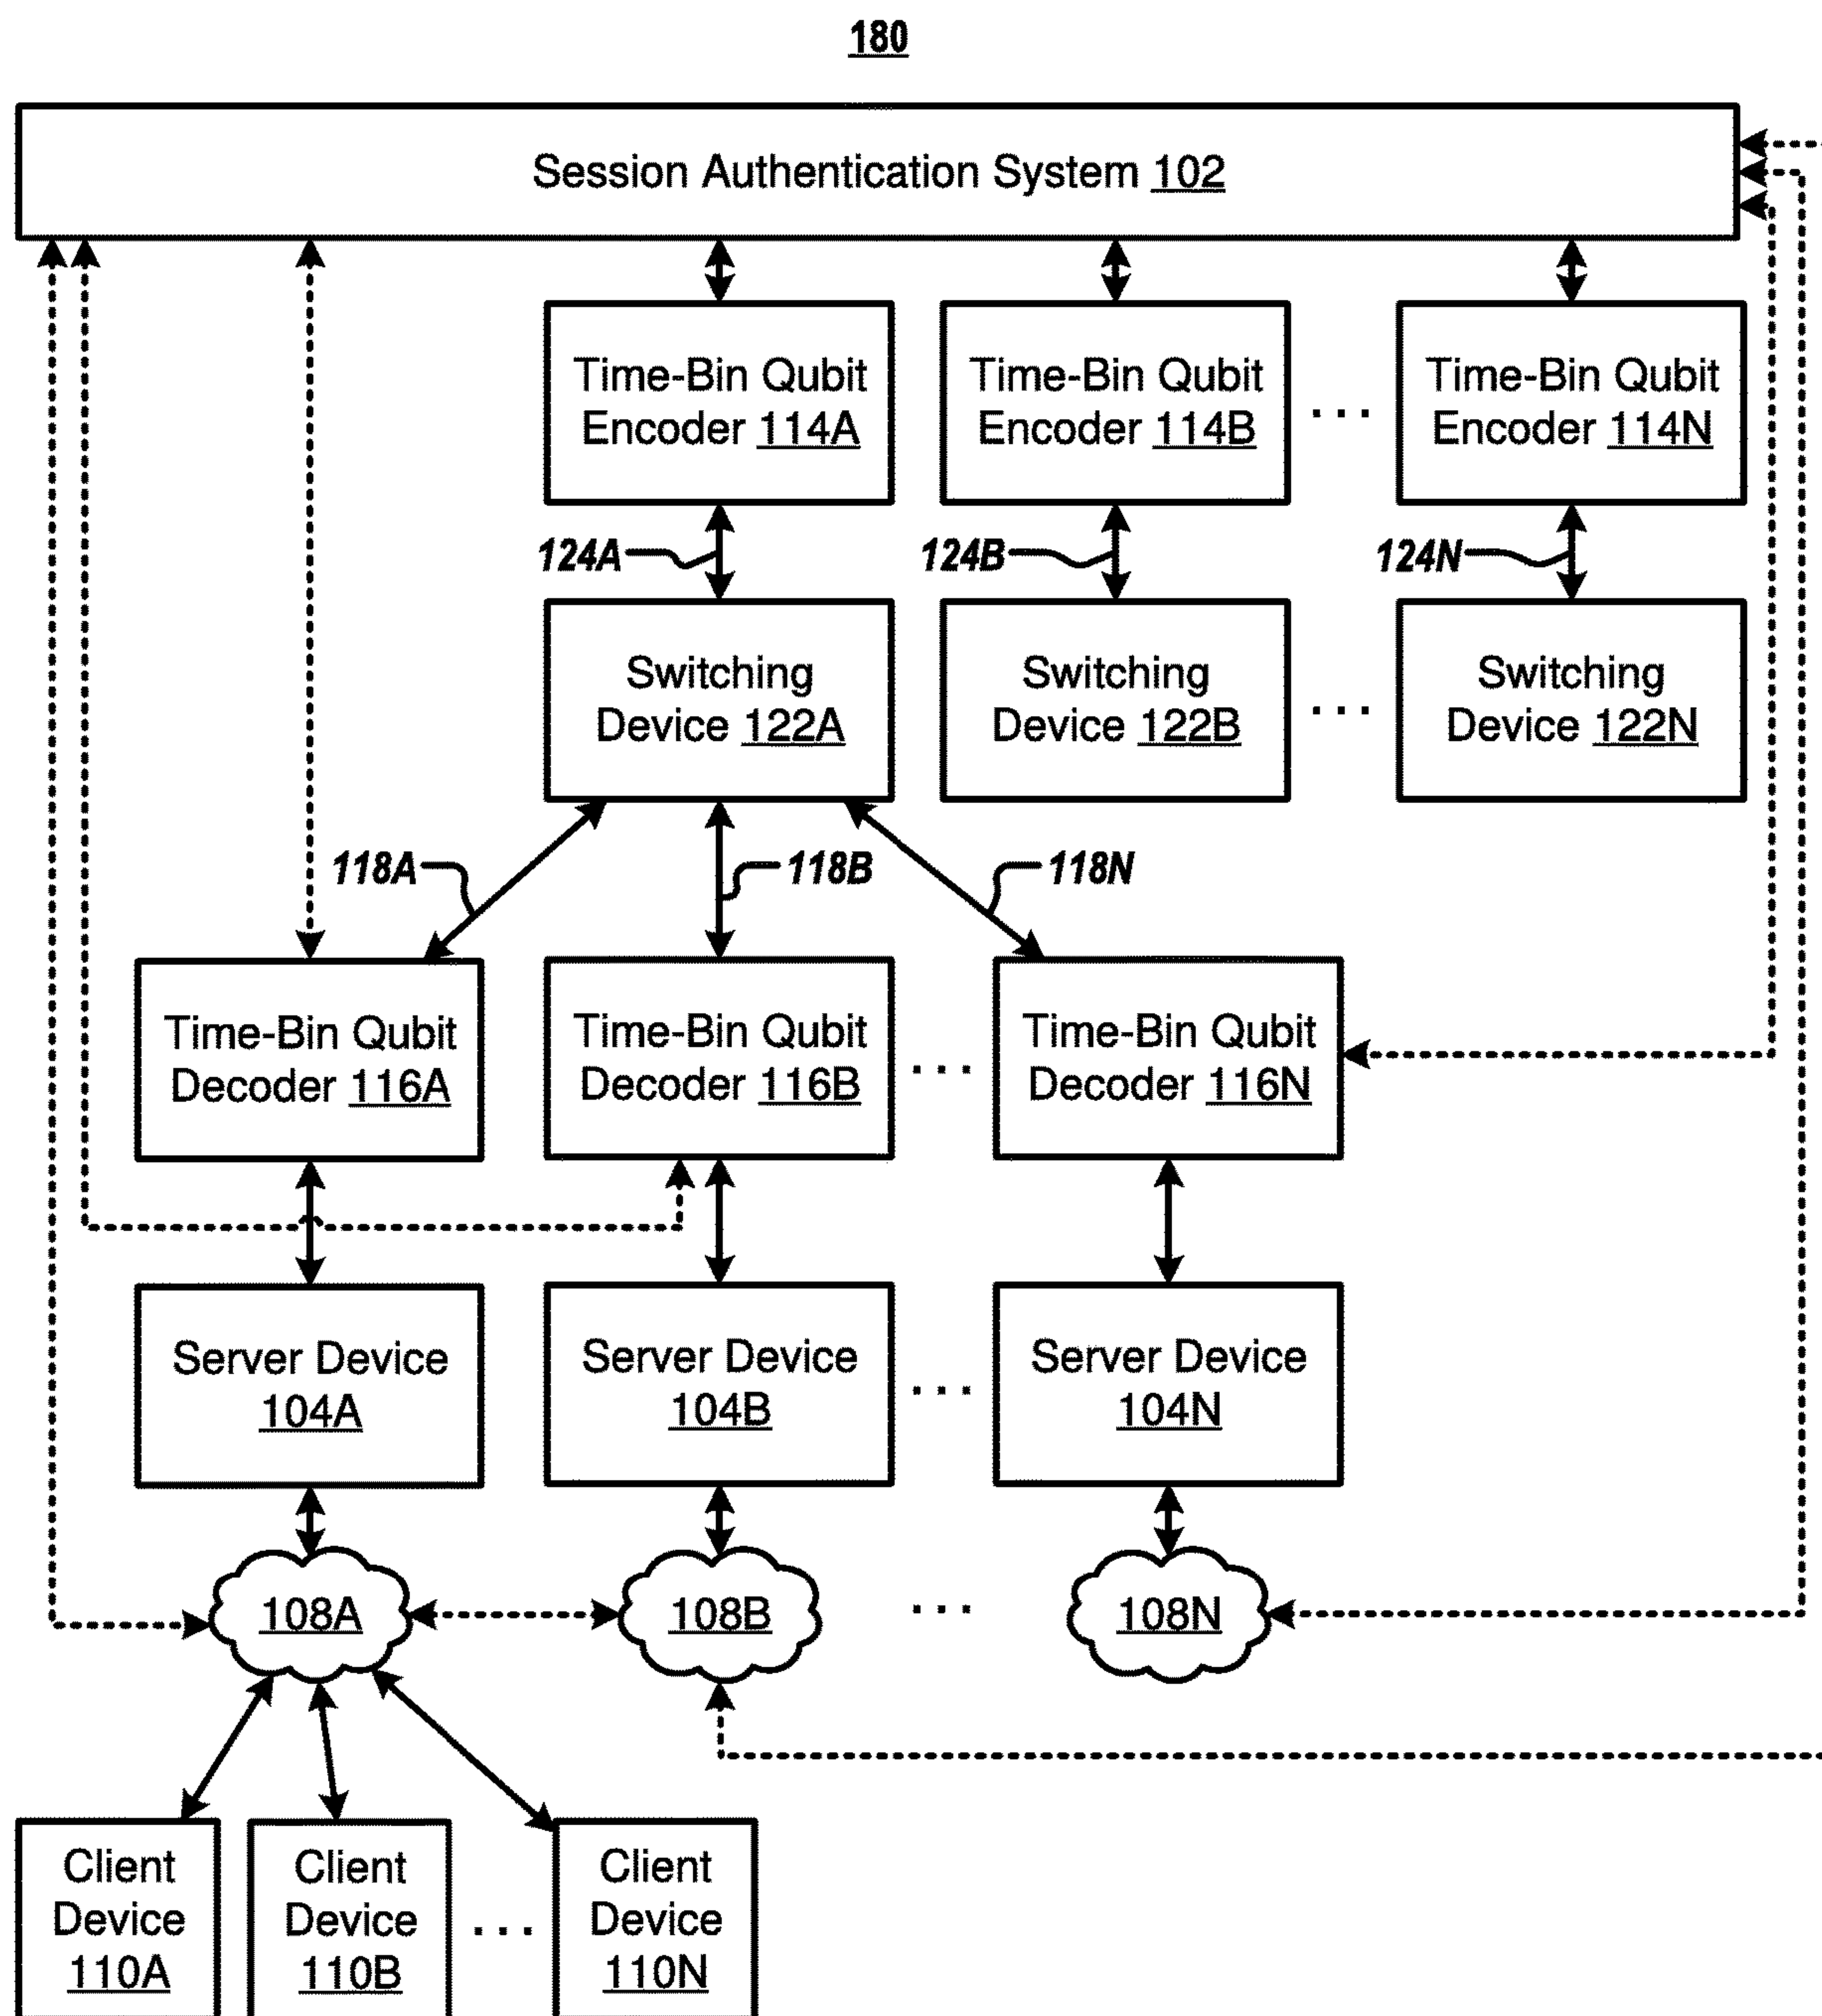 180
Session Authentication System 102
Time-Bin Qubit
Encoder 114A
Time-Bin Qubit
Encoder 114B
...
Time-Bin Qubit
Encoder 114N
124A
124B
124N
Switching
Device 122A
Switching
Device 122B
...
Switching
Device 122N
118A
118B
118N
Time-Bin Qubit
Decoder 116A
Time-Bin Qubit
Decoder 116B
...
Time-Bin Qubit
Decoder 116N
Server Device
104A
Server Device
104B
...
Server Device
104N
108A
108B
...
108N
Client
Device
110A
Client
Device
110B
...
Client
Device
110N